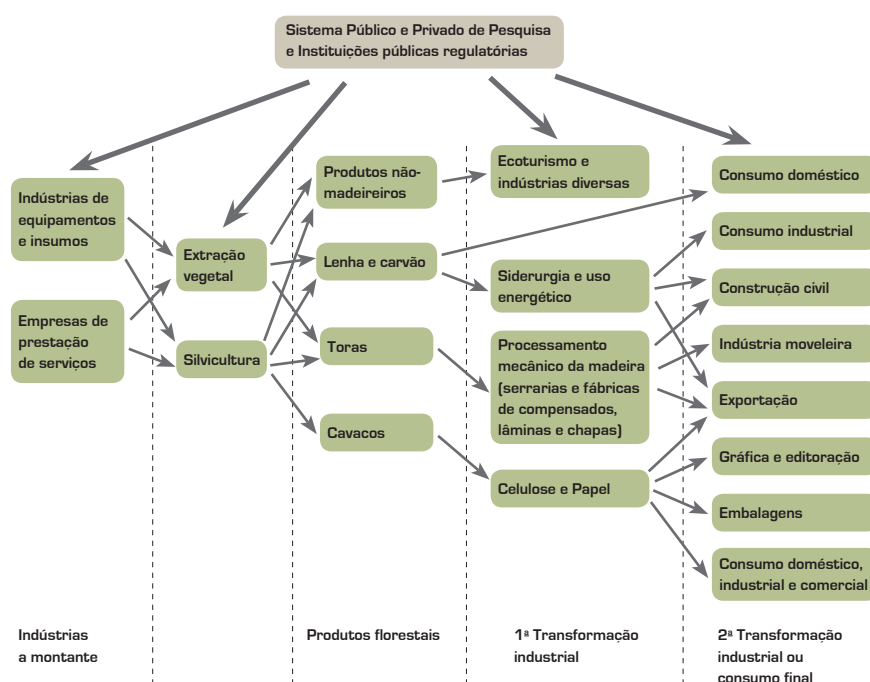 Sistema Público e Privado de Pesquisa
e Instituições públicas regulatórias
Indústrias de
equipamentos
e insumos
Empresas de
prestação
de serviços
Extração
vegetal
Silvicultura
Produtos não-
madeireiros
Lenha e carvão
Toras
Cavacos
Ecoturismo e
indústrias diversas
Siderurgia e uso
energético
Processamento
mecânico da madeira
(serrarias e fábricas
de compensados,
lâminas e chapas)
Celulose e Papel
Consumo doméstico
Consumo industrial
Construção civil
Indústria moveleira
Exportação
Gráfica e editoração
Embalagens
Consumo doméstico,
industrial e comercial
Indústrias
a montante
Produtos florestais
1ª Transformação
industrial
2ª Transformação
industrial ou
consumo final